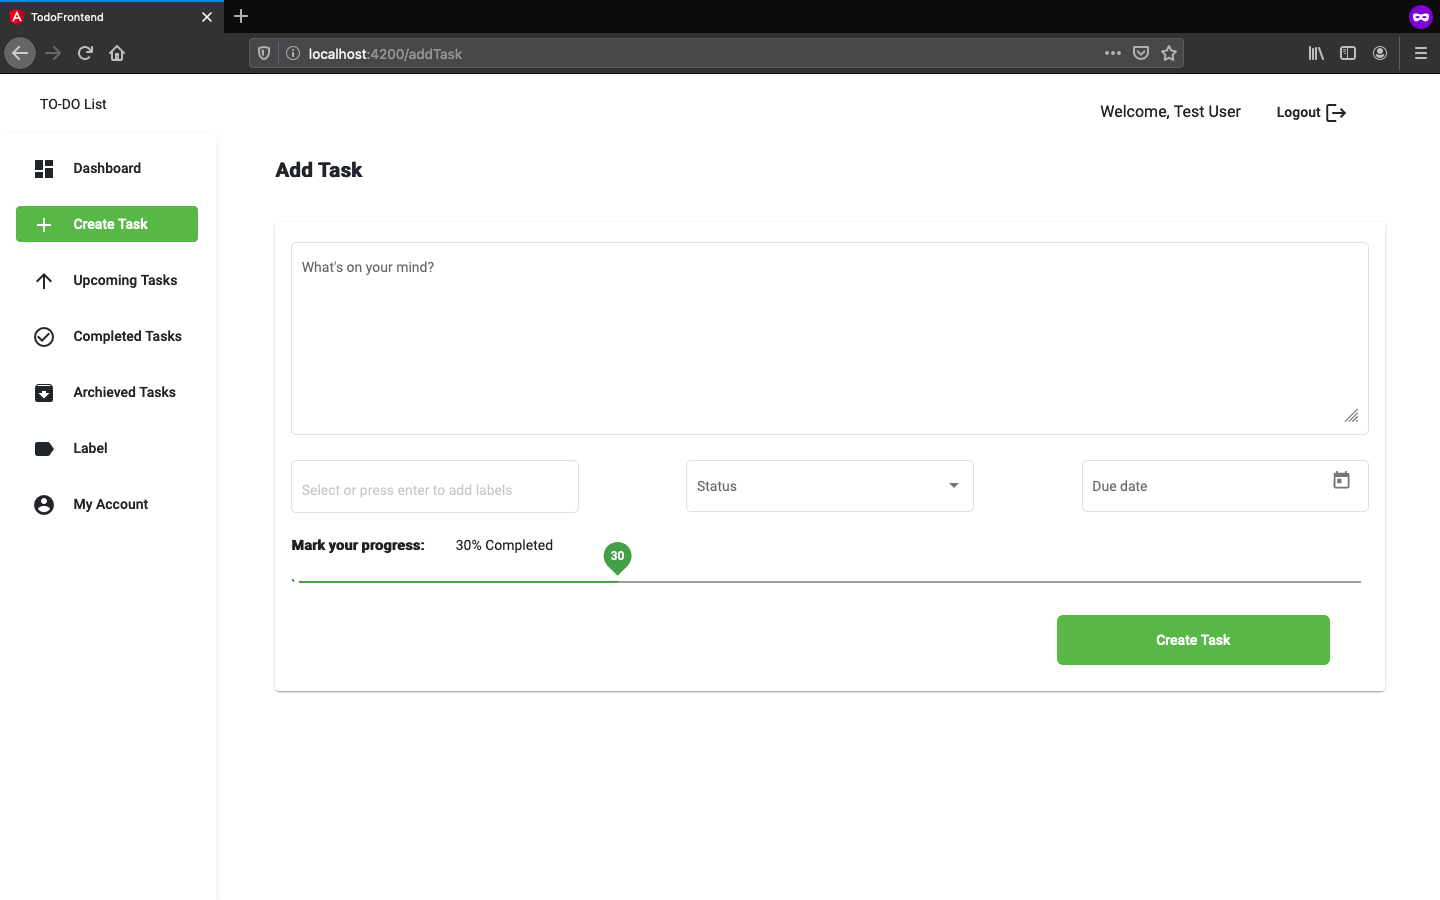 TodoFrontend
localhost:4200/addTask
TO-DO List
Welcome, Test User
Logout
Dashboard
Create Task
Upcoming Tasks
Completed Tasks
Archieved Tasks
Label
My Account
Add Task
What's on your mind?
Select or press enter to add labels
Status
Due date
Mark your progress: 30% Completed
30
`
Create Task